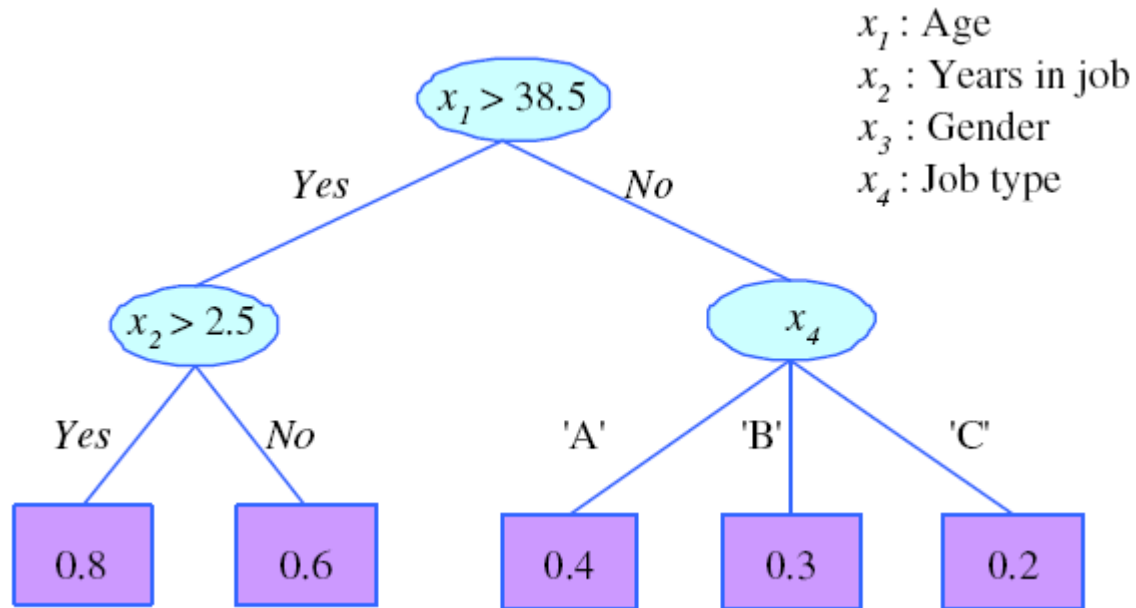 x₁ : Age
x₂ : Years in job
x₃ : Gender
x₄ : Job type
x₁ > 38.5
Yes
No
x₂ > 2.5
x₄
Yes
No
'A'
'B'
'C'
0.8
0.6
0.4
0.3
0.2